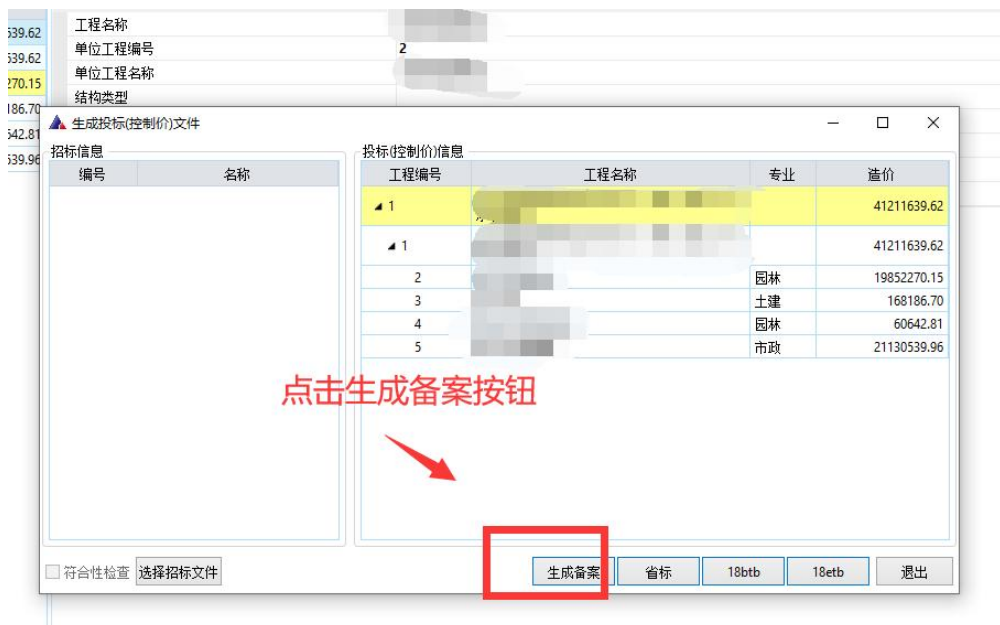 539.62
工程名称
单位工程编号 2
539.62
单位工程名称
270.15
结构类型
186.70
542.81
539.96
生成投标(控制价)文件
招标信息
编号 名称
投标(控制价)信息
工程编号 工程名称 专业 造价
1 41211639.62
1 41211639.62
2 园林 19852270.15
3 土建 168186.70
4 园林 60642.81
5 市政 21130539.96
点击生成备案按钮
符合性检查 选择招标文件 生成备案 省标 18btb 18etb 退出